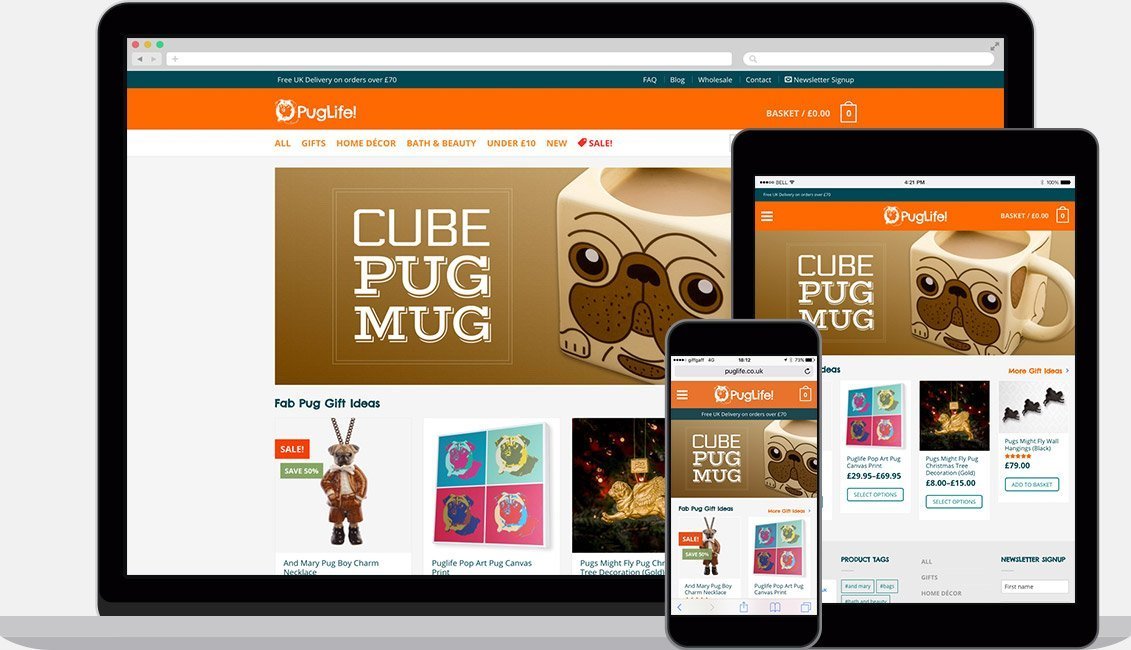 Free UK Delivery on orders over £70
FAQ Blog Wholesale Contact Newsletter Signup
PugLife!
BASKET / £0.00 0
ALL GIFTS HOME DÉCOR BATH & BEAUTY UNDER £10 NEW SALE!
CUBE
PUG
MUG
Fab Pug Gift Ideas
SALE!
SAVE 50%
And Mary Pug Boy Charm
Necklace
Puglife Pop Art Pug Canvas
Print
Pugs Might Fly Pug Chris
Tree Decoration (Gold)
BELL 4:21 PM 100%
Free UK Delivery on orders over £70
PugLife!
BASKET / £0.00 0
CUBE
PUG
MUG
deas
More Gift Ideas >
Puglife Pop Art Pug
Canvas Print
£29.95–£69.95
SELECT OPTIONS
Pugs Might Fly Pug
Christmas Tree
Decoration (Gold)
£8.00–£15.00
SELECT OPTIONS
Pugs Might Fly Wall
Hangings (Black)
£79.00
ADD TO BASKET
PRODUCT TAGS
#and mary #bags
#bath and beauty
ALL
GIFTS
HOME DÉCOR
NEWSLETTER SIGNUP
First name
giffgaff 4G 18:12 73%
puglife.co.uk
PugLife!
0
Free UK Delivery on orders over £70
CUBE
PUG
MUG
Fab Pug Gift Ideas
More Gift Ideas >
SALE!
SAVE 50%
And Mary Pug Boy
Charm Necklace
Puglife Pop Art Pug
Canvas Print